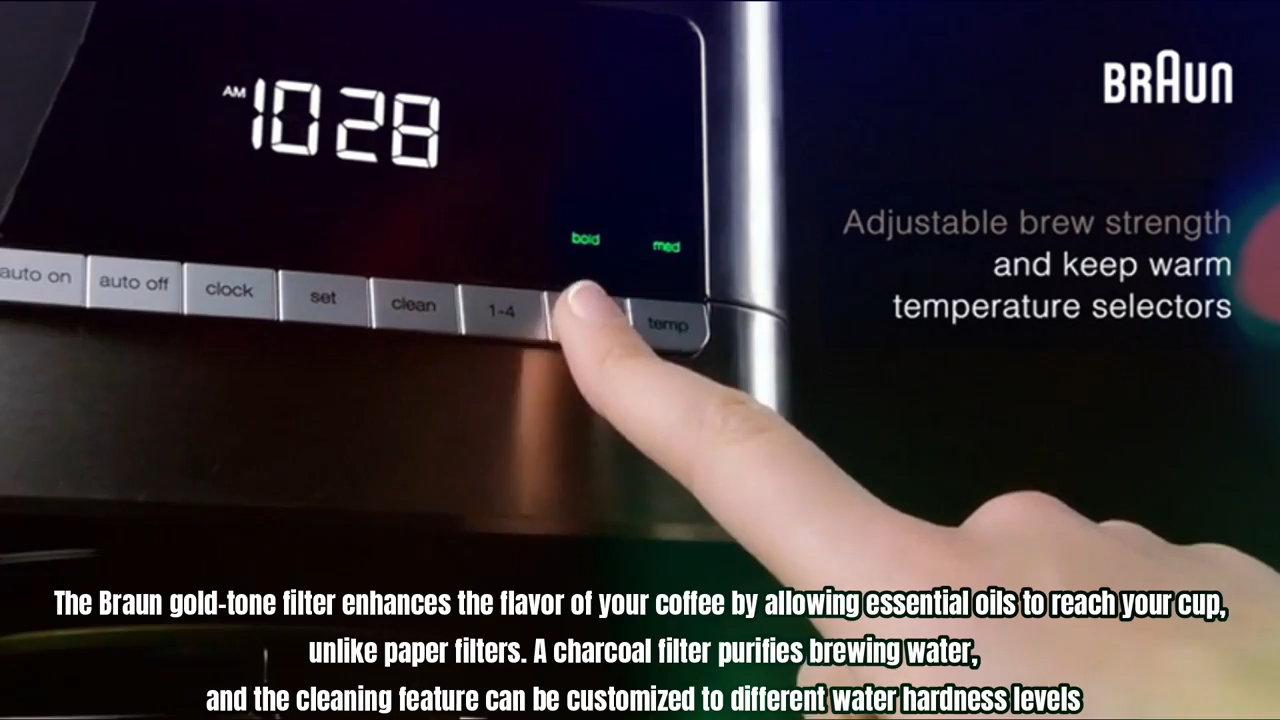 AM 10 28
BRAUN
Adjustable brew strength
and keep warm
temperature selectors
bold med
auto on auto off clock set clean 1-4 temp
The Braun gold-tone filter enhances the flavor of your coffee by allowing essential oils to reach your cup,
unlike paper filters. A charcoal filter purifies brewing water,
and the cleaning feature can be customized to different water hardness levels